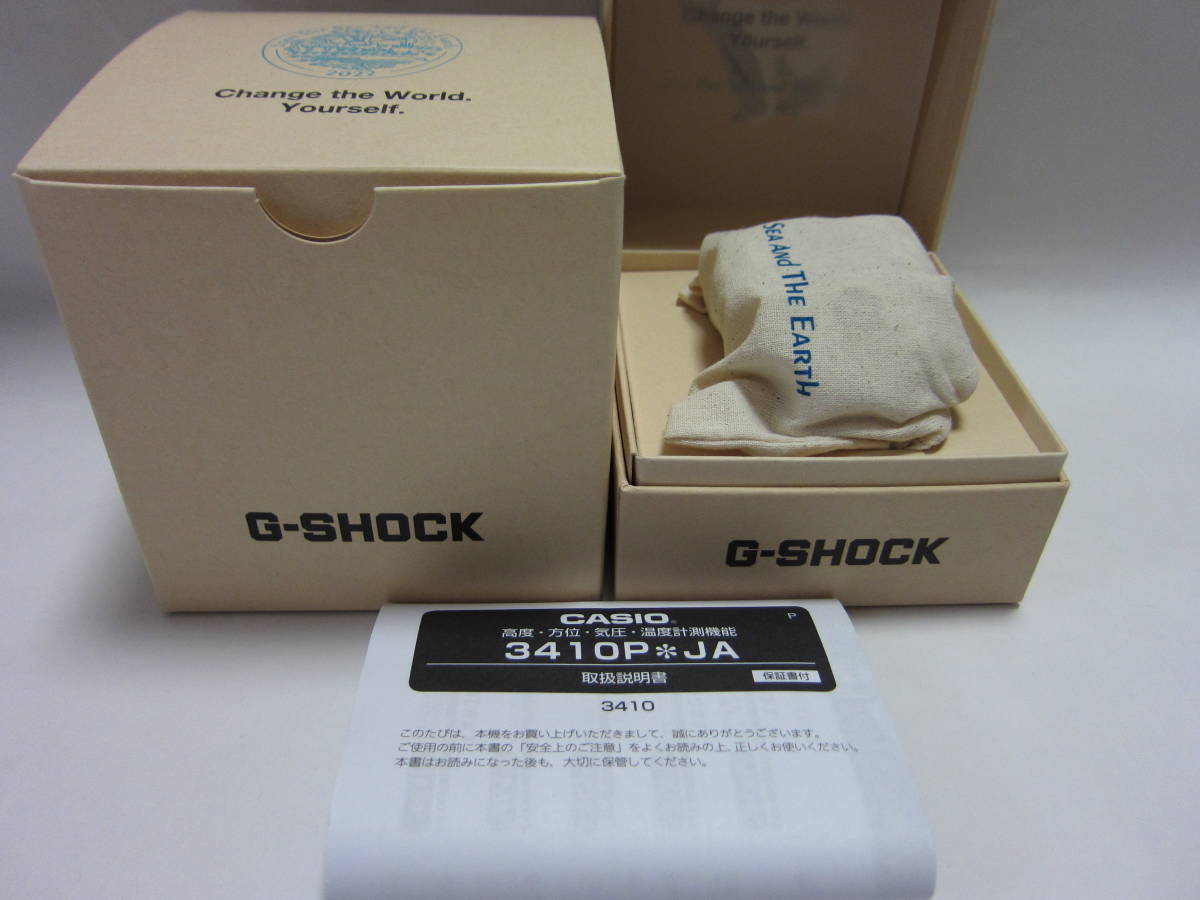 2022
Change the World.
Yourself.
G-SHOCK
Change the World.
Yourself.
SEA ANd THE EARTh
G-SHOCK
CASIO®
P
高度・方位・気圧・温度計測機能
3410P*JA
取扱説明書
保証書付
3410
このたびは、本機をお買い上げいただきまして、誠にありがとうございます。
ご使用の前に本書の「安全上のご注意」をよくお読みの上、正しくお使いください。
本書はお読みになった後も、大切に保管してください。